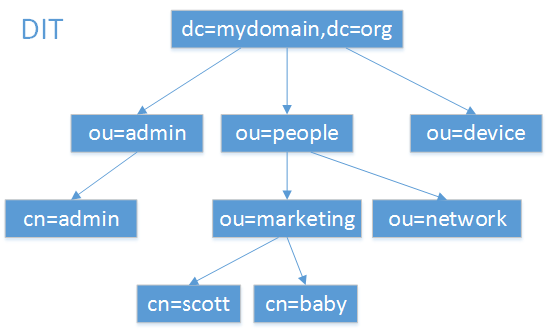 DIT
dc=mydomain,dc=org
ou=admin
ou=people
ou=device
cn=admin
ou=marketing
ou=network
cn=scott
cn=baby